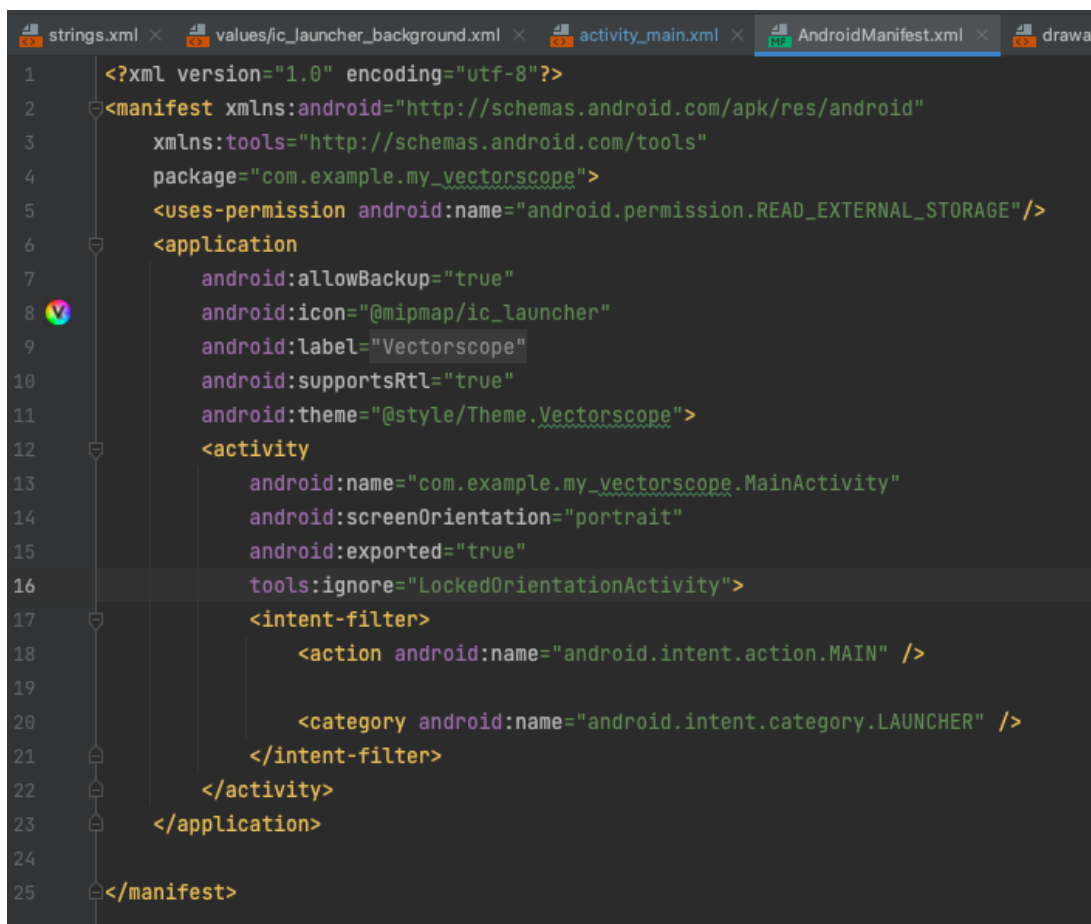 strings.xml values/ic_launcher_background.xml activity_main.xml AndroidManifest.xml drawa
1 <?xml version="1.0" encoding="utf-8"?>
2 <manifest xmlns:android="http://schemas.android.com/apk/res/android"
3 xmlns:tools="http://schemas.android.com/tools"
4 package="com.example.my_vectorscope">
5 <uses-permission android:name="android.permission.READ_EXTERNAL_STORAGE"/>
6 <application
7 android:allowBackup="true"
8 V android:icon="@mipmap/ic_launcher"
9 android:label="Vectorscope"
10 android:supportsRtl="true"
11 android:theme="@style/Theme.Vectorscope">
12 <activity
13 android:name="com.example.my_vectorscope.MainActivity"
14 android:screenOrientation="portrait"
15 android:exported="true"
16 tools:ignore="LockedOrientationActivity">
17 <intent-filter>
18 <action android:name="android.intent.action.MAIN" />
19
20 <category android:name="android.intent.category.LAUNCHER" />
21 </intent-filter>
22 </activity>
23 </application>
24
25 </manifest>